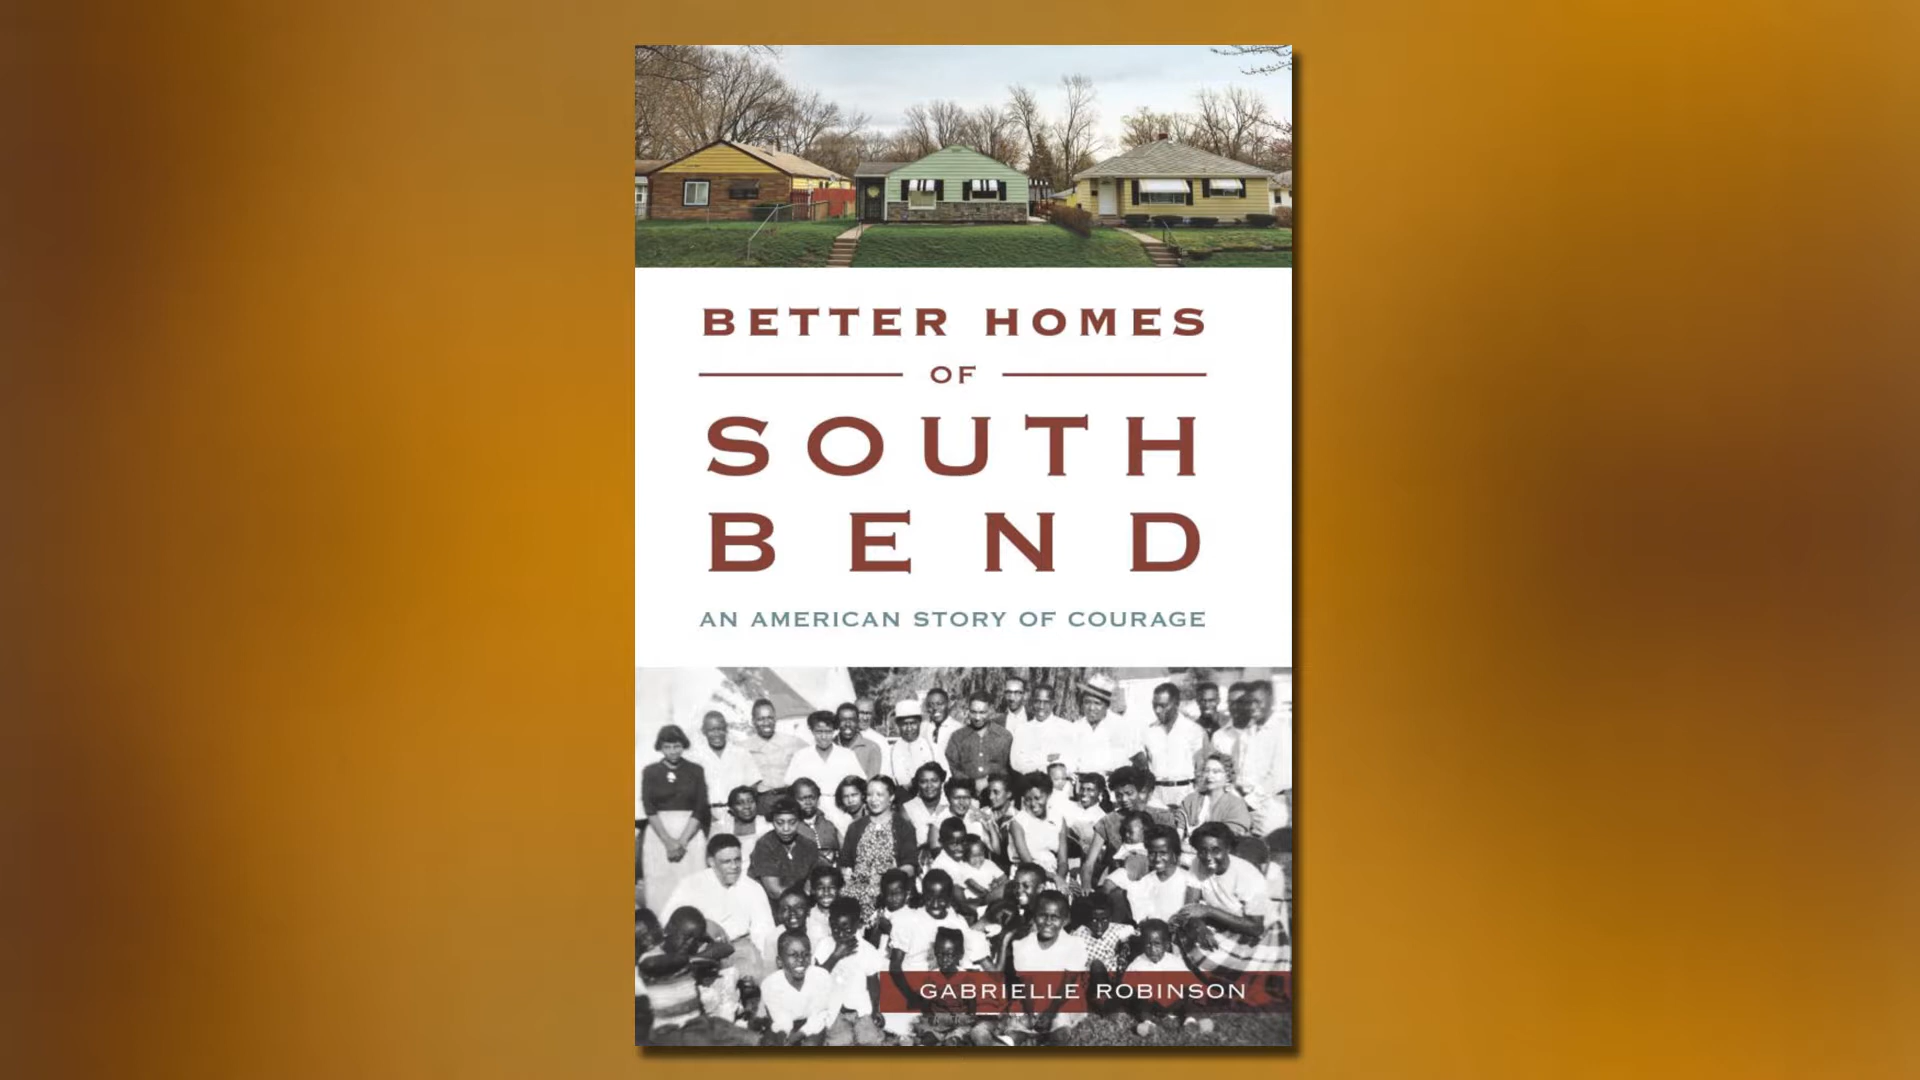 BETTER HOMES
OF
SOUTH
BEND
AN AMERICAN STORY OF COURAGE
GABRIELLE ROBINSON